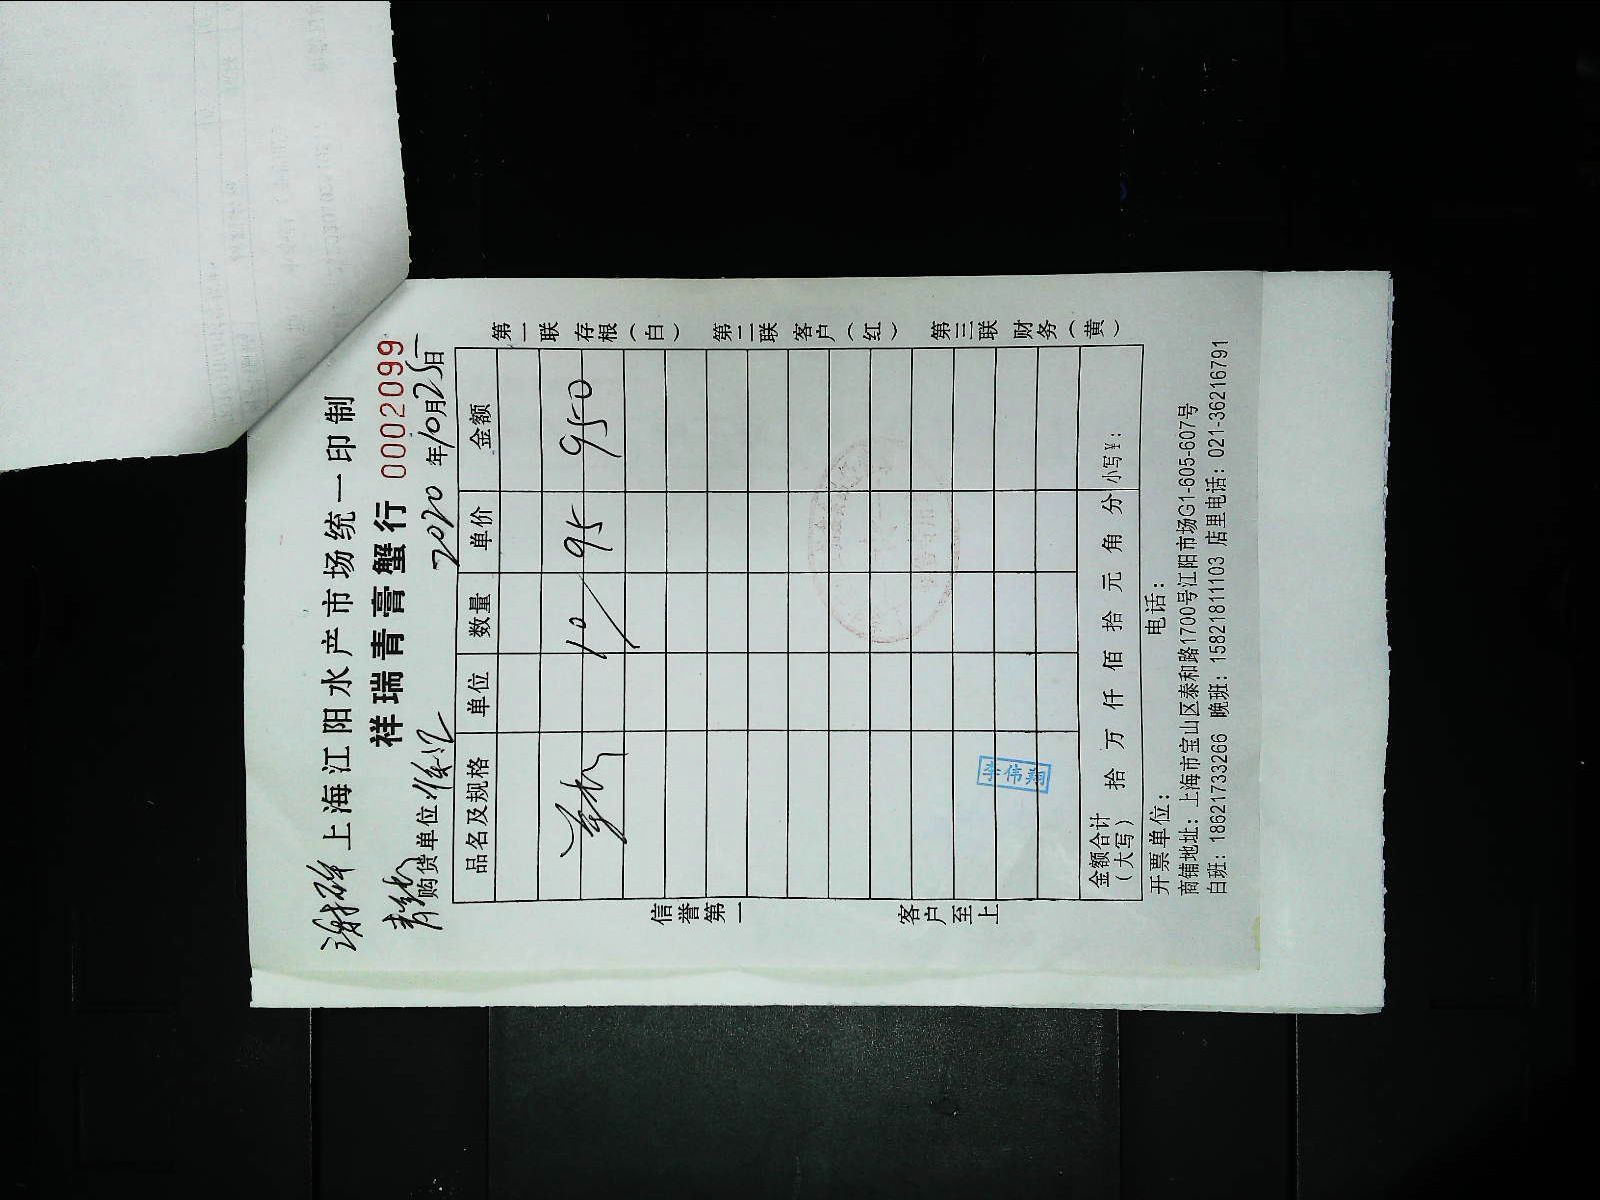 上海江阳水产市场统一印制
祥瑞青膏蟹行 0002099
购货单位: 2020年10月25日
品名及规格 单位 数量 单价 金额
10 95 950
金额合计(大写) 拾 万 仟 佰 拾 元 角 分 小写¥:
开票单位: 电话:
商铺地址: 上海市宝山区泰和路1700号江阳市场G1-605-607号
白班: 18621733266 晚班: 15821811103 店里电话: 021-36216791
第一联 存根(白) 第二联 客户(红) 第三联 财务(黄)
信誉第一 客户至上
李伟翔